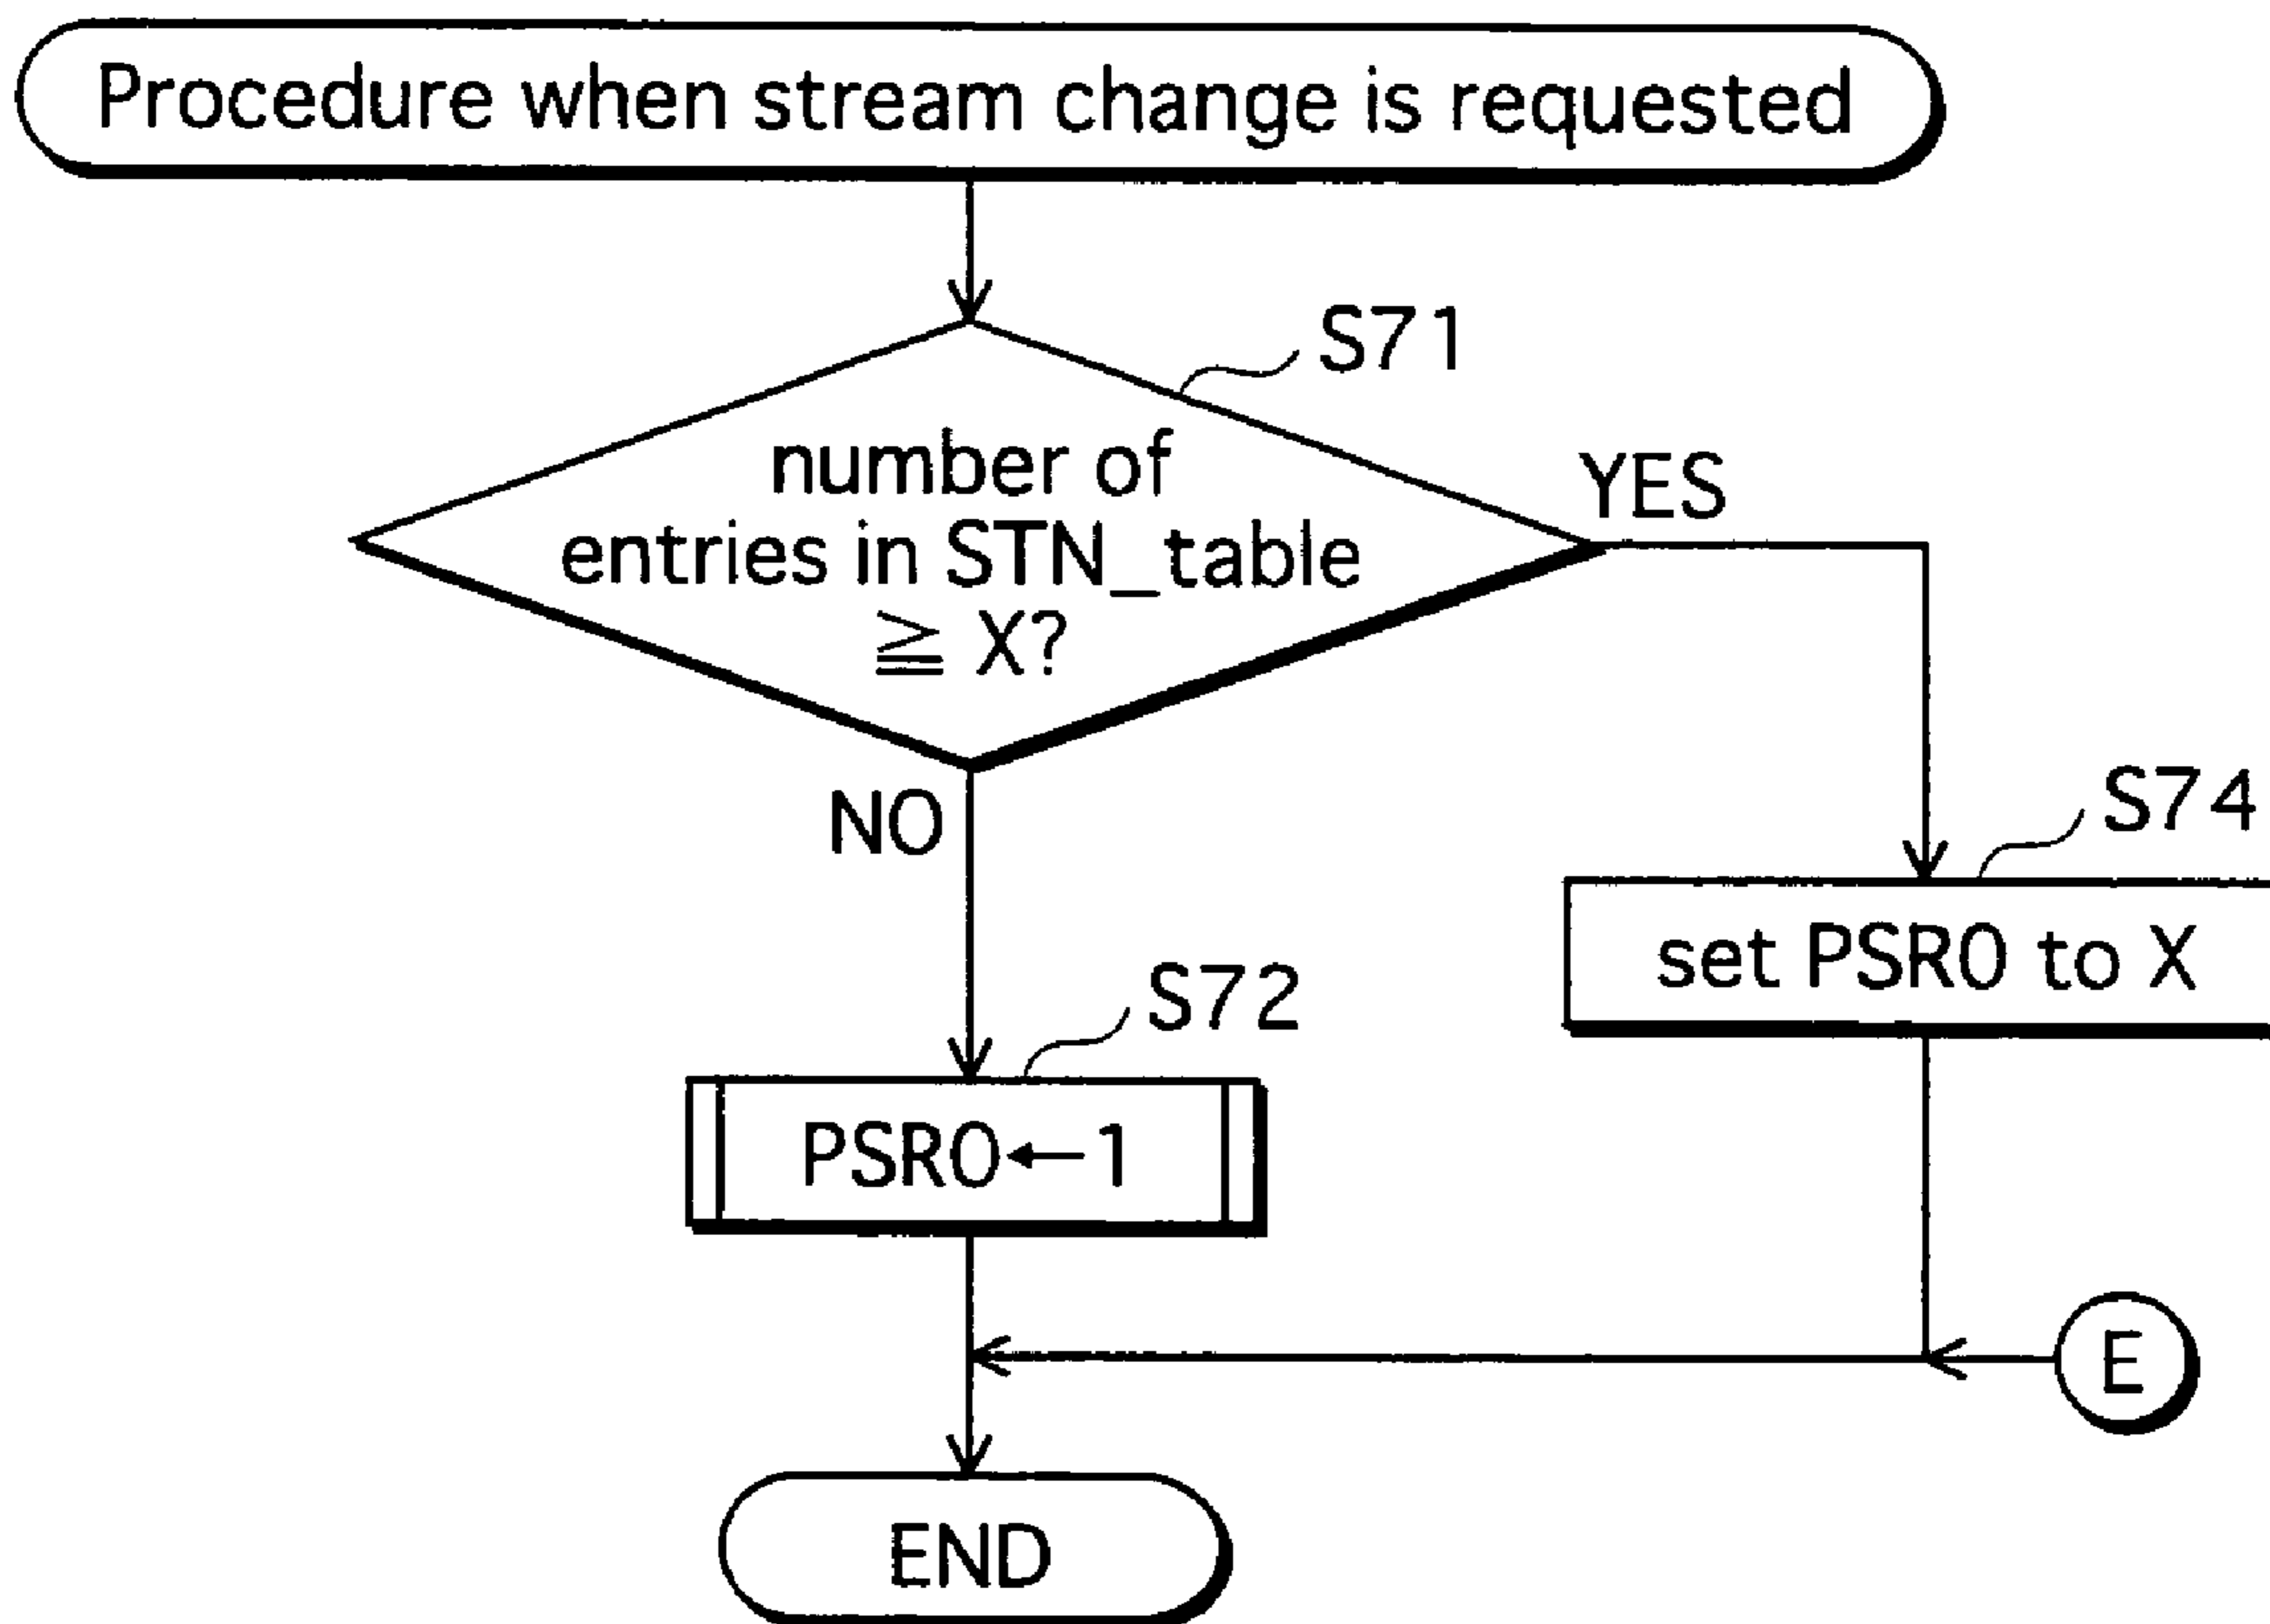 Procedure when stream change is requested
S71
number of
entries in STN_table
≧ X?
YES
NO
S74
set PSR0 to X
S72
PSR0←1
E
END